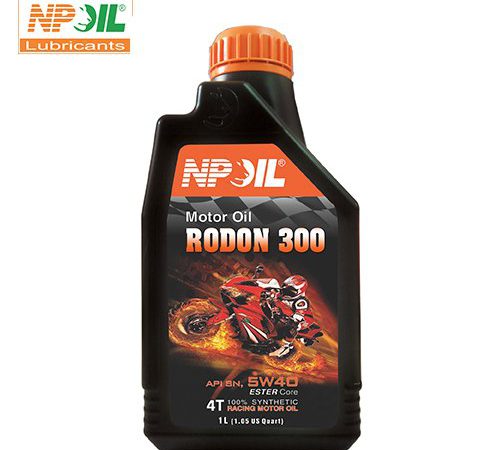 NPOIL®
Lubricants
NPOIL®
Motor Oil
RODON 300
API SN, 5W40
ESTER Core
4T 100% SYNTHETIC
RACING MOTOR OIL
1L (1.05 US Quart)